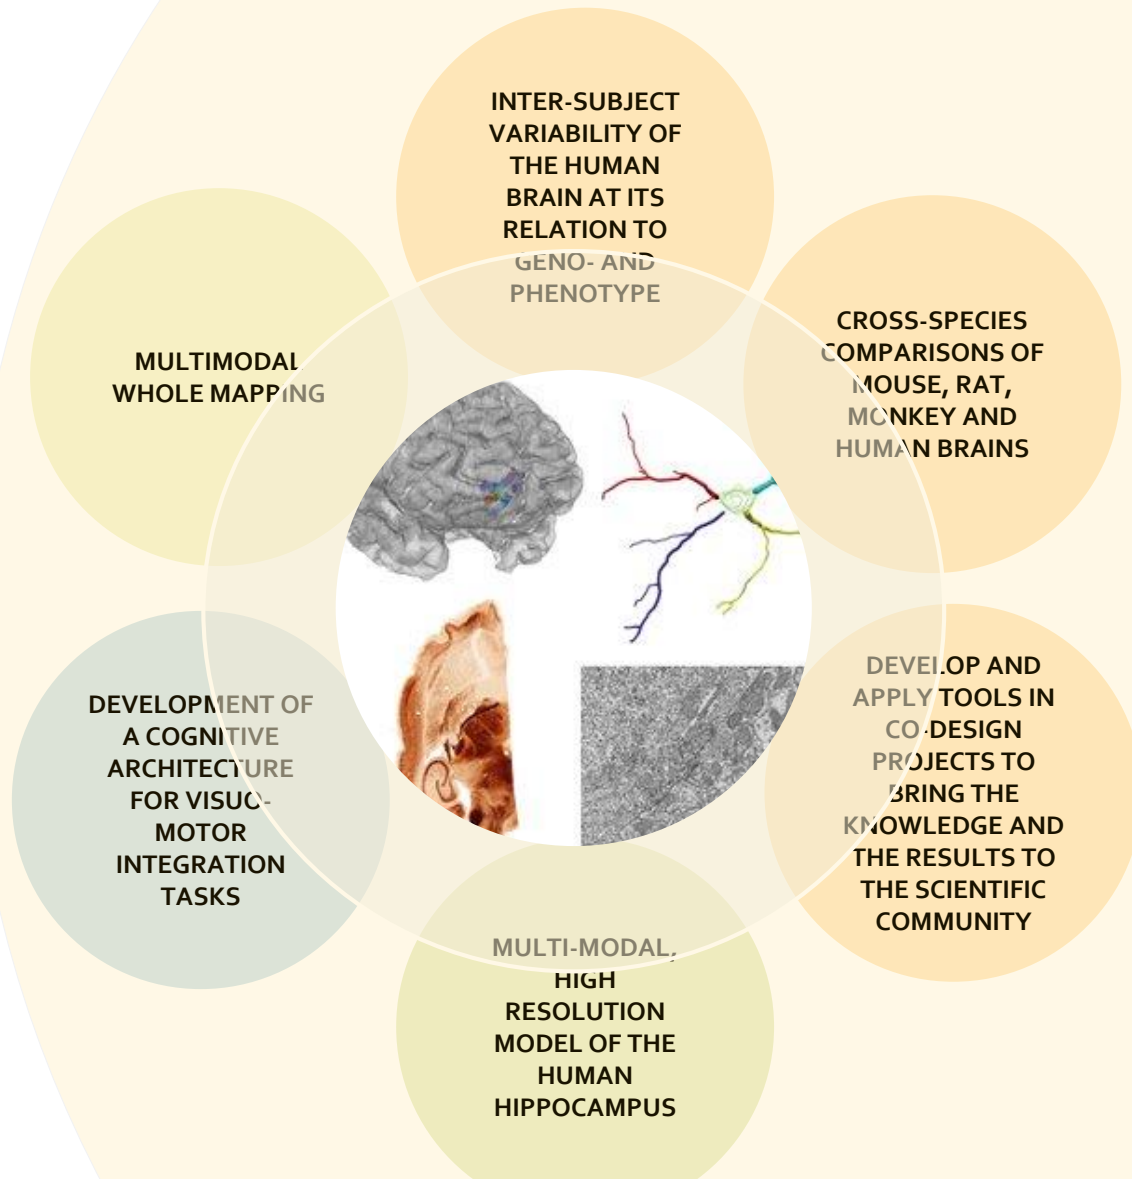 INTER-SUBJECT
VARIABILITY OF
THE HUMAN
BRAIN AT ITS
RELATION TO
GENO- AND
PHENOTYPE
CROSS-SPECIES
COMPARISONS OF
MOUSE, RAT,
MONKEY AND
HUMAN BRAINS
DEVELOP AND
APPLY TOOLS IN
CO-DESIGN
PROJECTS TO
BRING THE
KNOWLEDGE AND
THE RESULTS TO
THE SCIENTIFIC
COMMUNITY
MULTI-MODAL,
HIGH
RESOLUTION
MODEL OF THE
HUMAN
HIPPOCAMPUS
DEVELOPMENT OF
A COGNITIVE
ARCHITECTURE
FOR VISUO-
MOTOR
INTEGRATION
TASKS
MULTIMODAL
WHOLE MAPPING